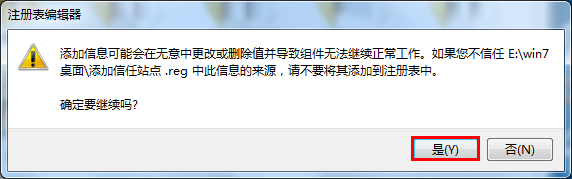 注册表编辑器
添加信息可能会在无意中更改或删除值并导致组件无法继续正常工作。如果您不信任 E:\win7
桌面\添加信任站点 .reg 中此信息的来源，请不要将其添加到注册表中。
确定要继续吗?
是(Y)
否(N)